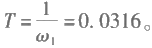 T = 1/ω₁ = 0.0316。